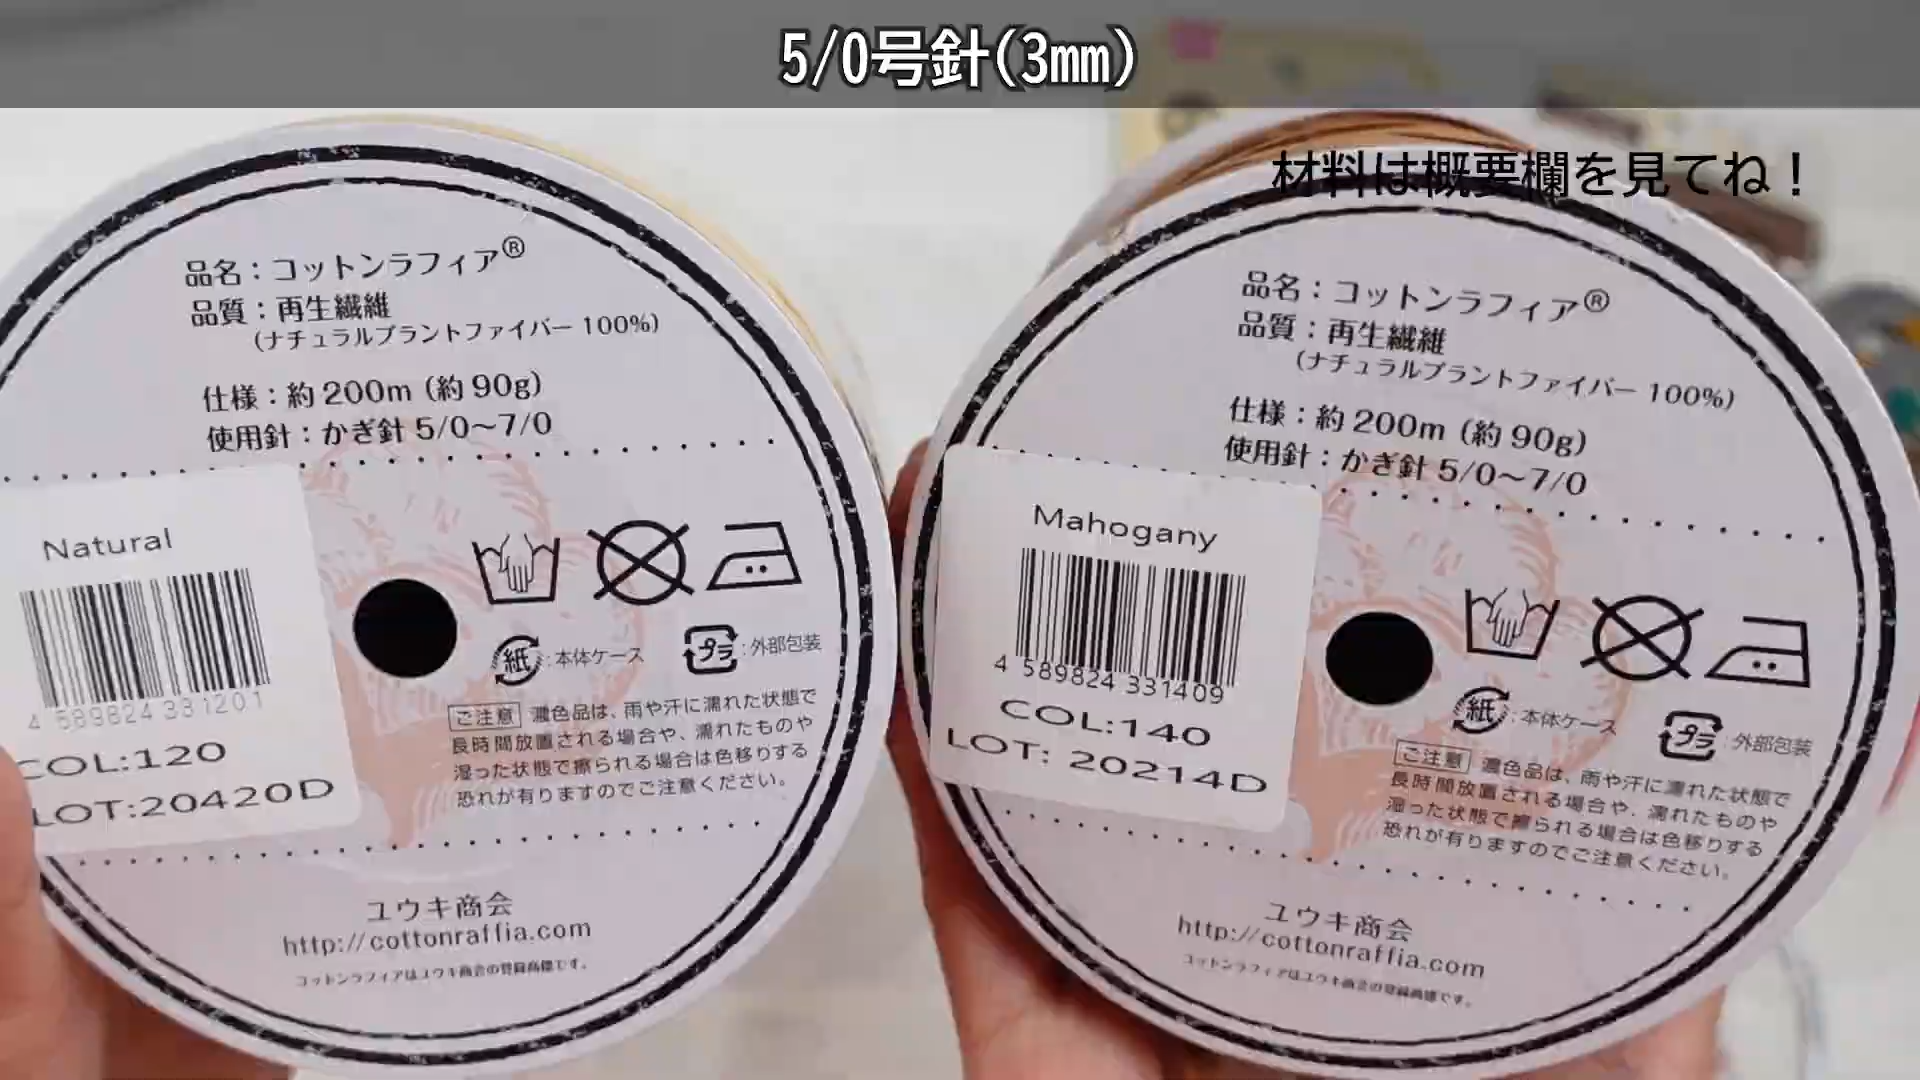 5/0号針(3mm)
材料は概要欄を見てね！
品名：コットンラフィア®
品質：再生繊維
(ナチュラルプラントファイバー 100%)
仕様：約 200m (約 90g)
使用針：かぎ針 5/0〜7/0
Natural
4 589824 331201
COL:120
LOT:20420D
紙：本体ケース
プラ：外部包装
ご注意 濃色品は、雨や汗に濡れた状態で
長時間放置される場合や、濡れたものや
湿った状態で擦られる場合は色移りする
恐れが有りますのでご注意ください。
ユウキ商会
http://cottonraffia.com
コットンラフィアはユウキ商会の登録商標です。
品名：コットンラフィア®
品質：再生繊維
(ナチュラルプラントファイバー 100%)
仕様：約 200m (約 90g)
使用針：かぎ針 5/0〜7/0
Mahogany
4 589824 331409
COL:140
LOT: 20214D
紙：本体ケース
プラ：外部包装
ご注意 濃色品は、雨や汗に濡れた状態で
長時間放置される場合や、濡れたものや
湿った状態で擦られる場合は色移りする
恐れが有りますのでご注意ください。
ユウキ商会
http://cottonraffia.com
コットンラフィアはユウキ商会の登録商標です。